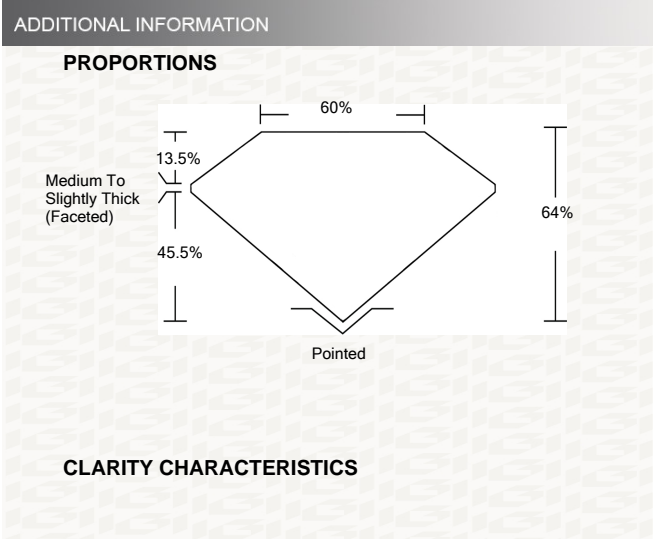 ADDITIONAL INFORMATION
PROPORTIONS
60%
13.5%
Medium To
Slightly Thick
(Faceted)
64%
45.5%
Pointed
CLARITY CHARACTERISTICS